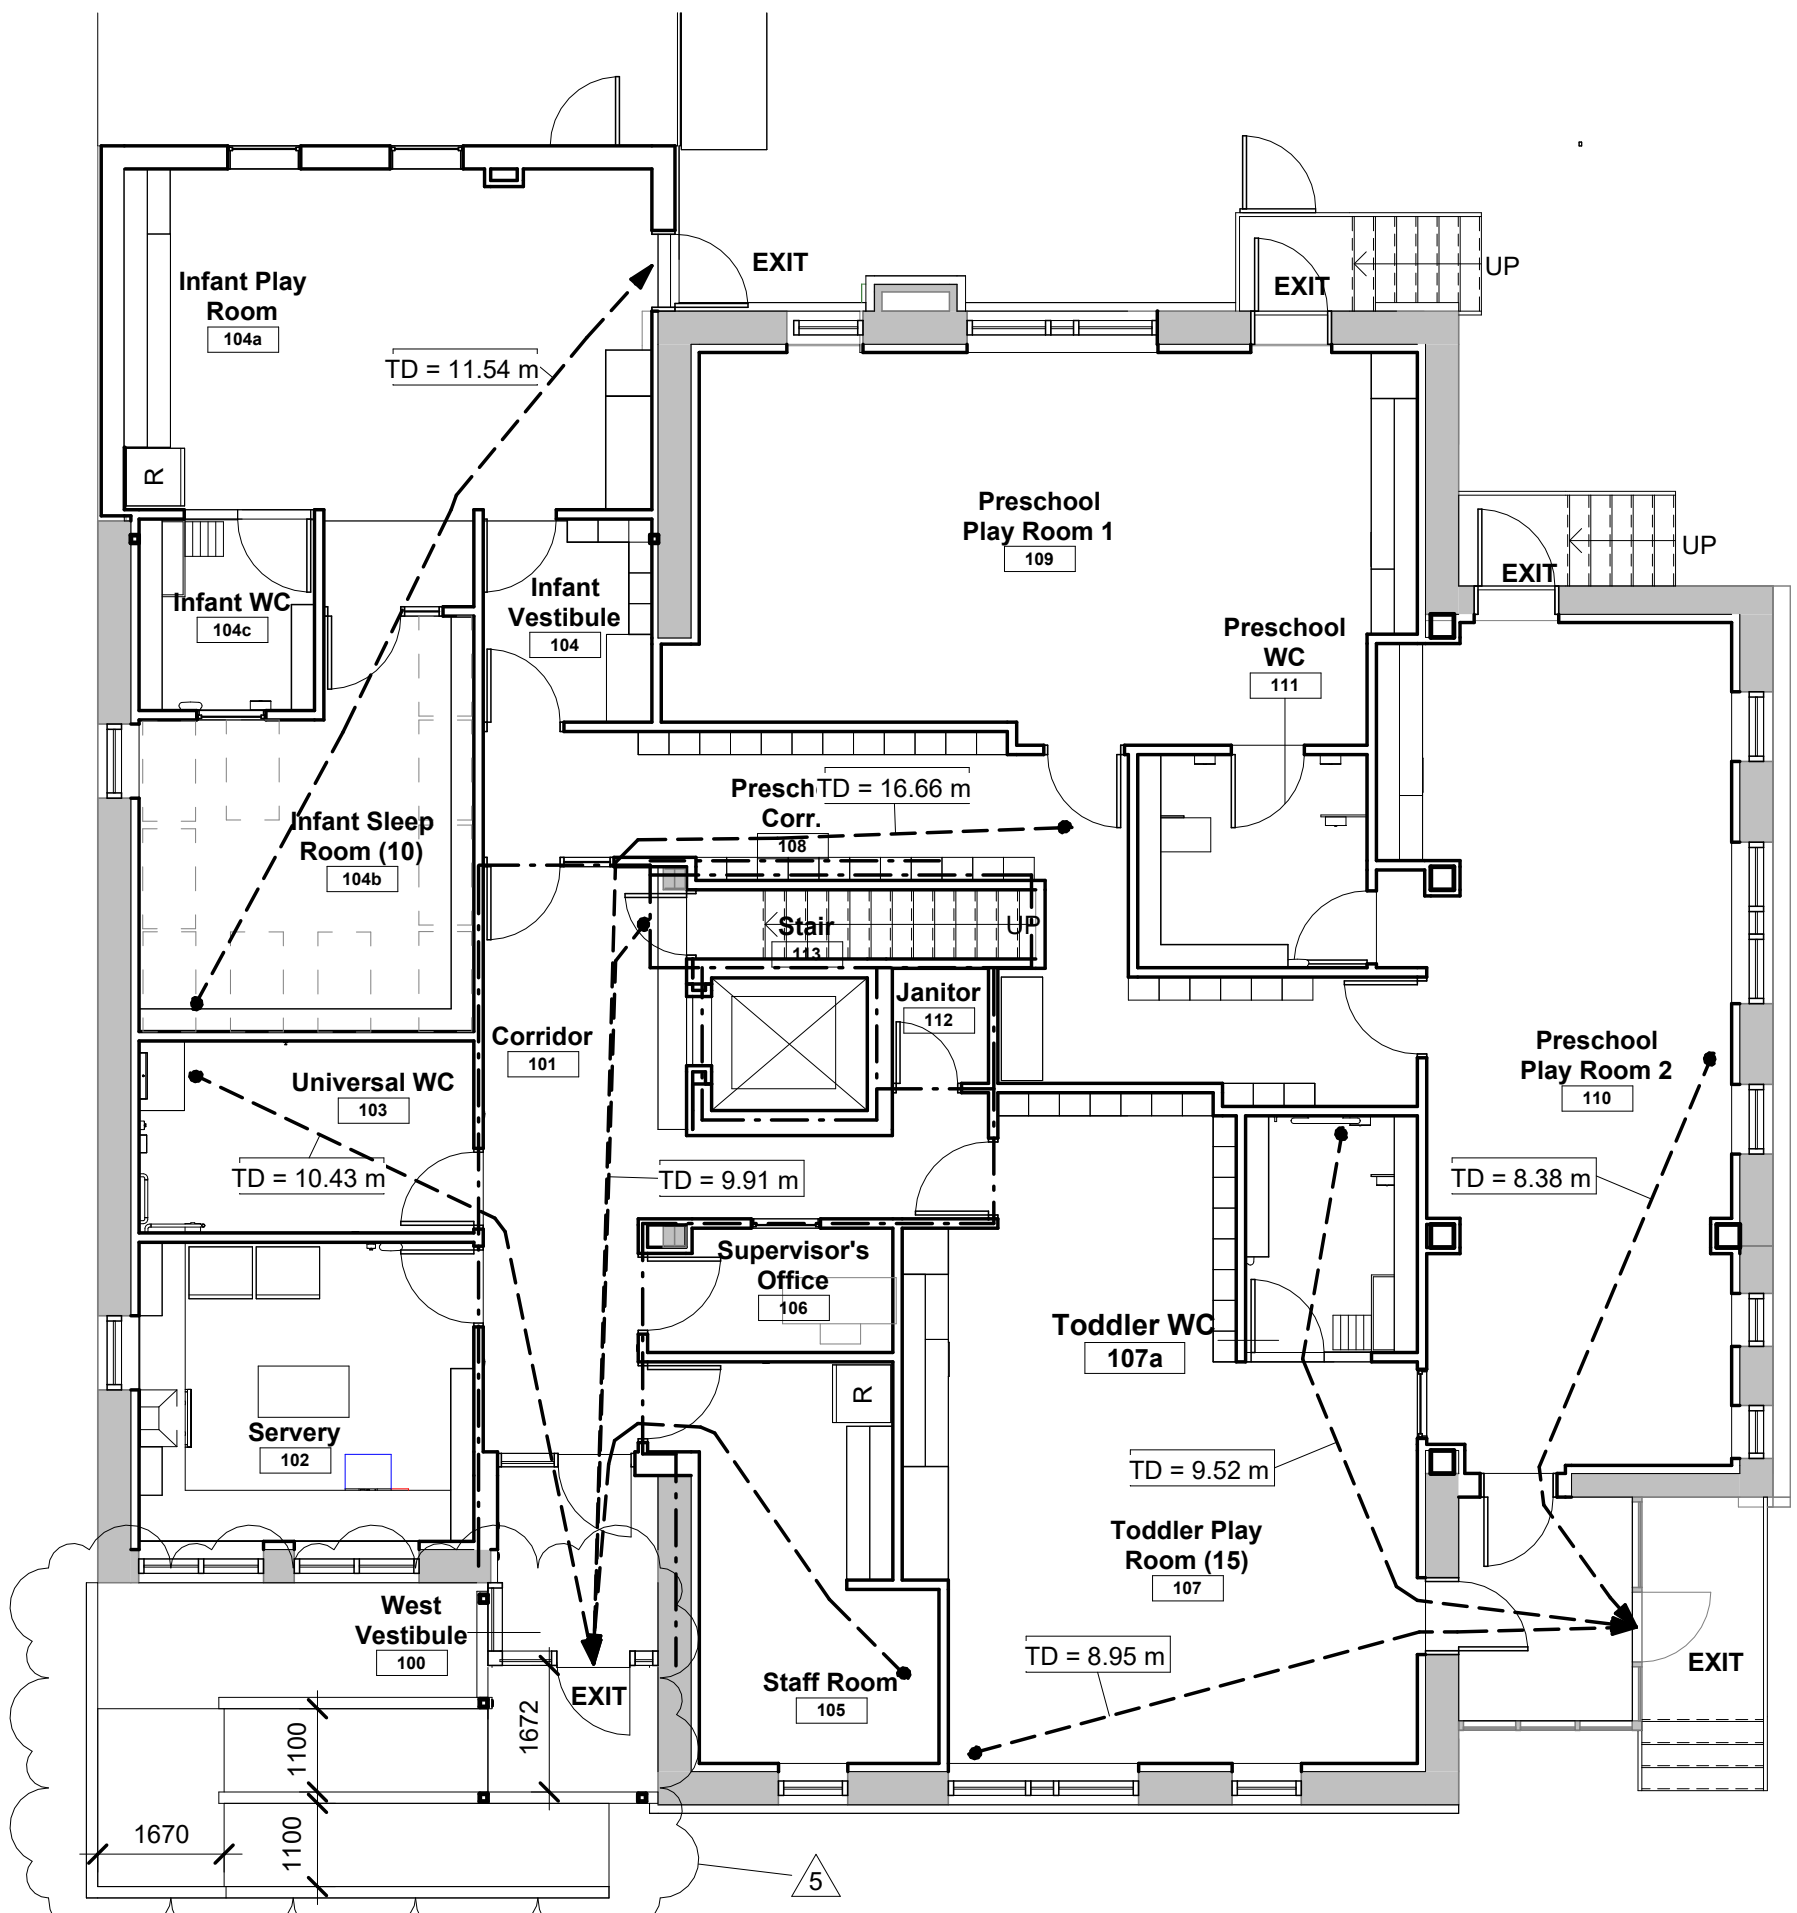 EXIT
EXIT
UP
Infant Play
Room
104a
TD = 11.54 m
R
Preschool
Play Room 1
109
UP
EXIT
Infant WC
104c
Infant
Vestibule
104
Preschool
WC
111
Presch
TD = 16.66 m
Corr.
108
Infant Sleep
Room (10)
104b
Stair
113
UP
Janitor
112
Corridor
101
Preschool
Play Room 2
110
Universal WC
103
TD = 10.43 m
TD = 9.91 m
TD = 8.38 m
Supervisor's
Office
106
Toddler WC
107a
R
Servery
102
TD = 9.52 m
Toddler Play
Room (15)
107
West
Vestibule
100
TD = 8.95 m
EXIT
EXIT
Staff Room
105
1672
1100
1670
1100
5